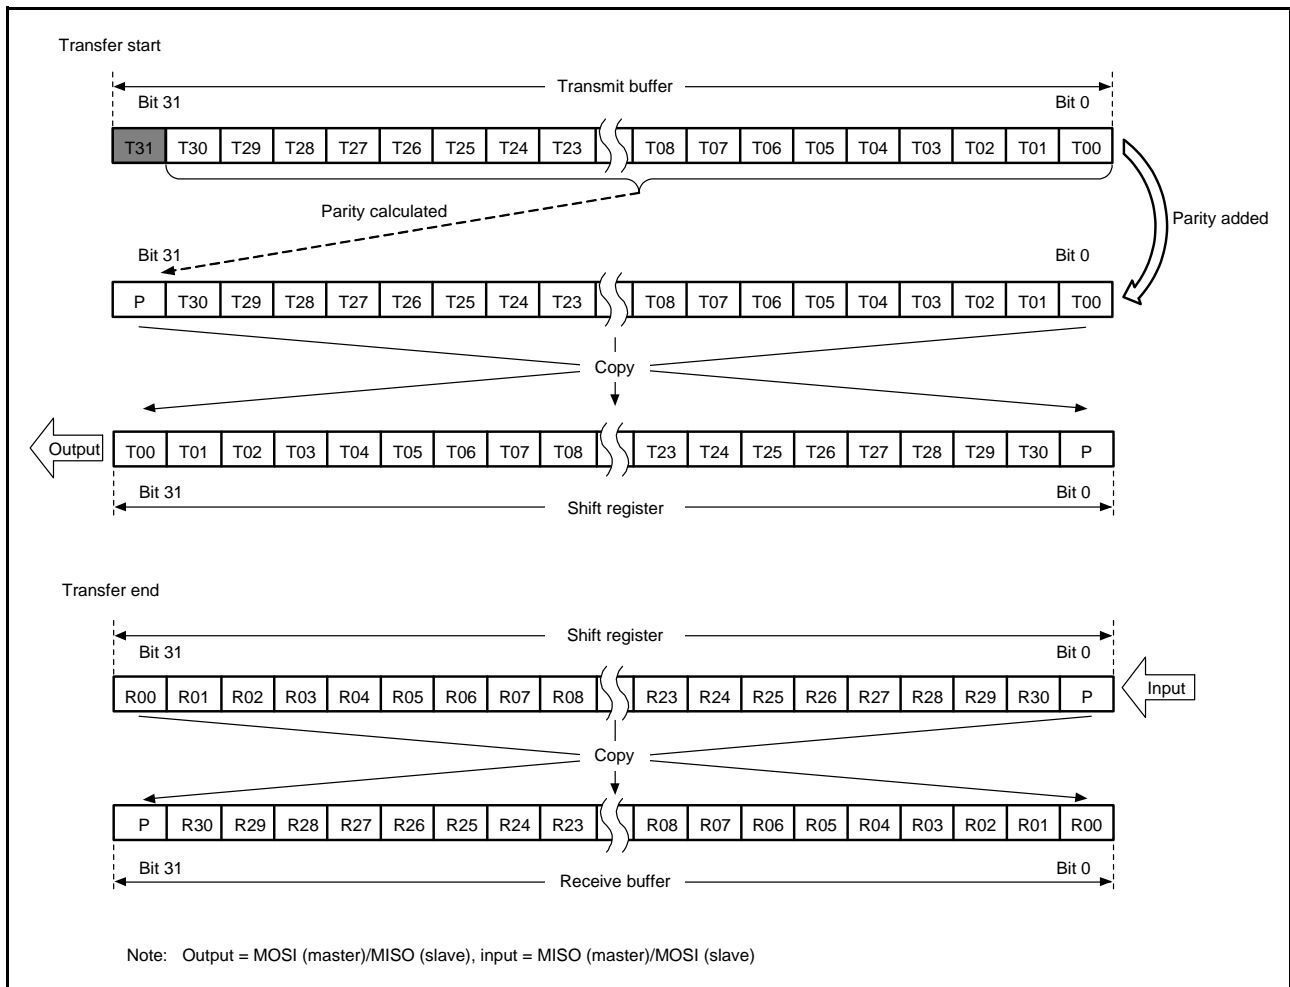 Transfer start
Transmit buffer
Bit 31 Bit 0
T31 T30 T29 T28 T27 T26 T25 T24 T23 T08 T07 T06 T05 T04 T03 T02 T01 T00
Parity calculated
Parity added
Bit 31 Bit 0
P T30 T29 T28 T27 T26 T25 T24 T23 T08 T07 T06 T05 T04 T03 T02 T01 T00
Copy
Output T00 T01 T02 T03 T04 T05 T06 T07 T08 T23 T24 T25 T26 T27 T28 T29 T30 P
Bit 31 Bit 0
Shift register
Transfer end
Shift register
Bit 31 Bit 0
R00 R01 R02 R03 R04 R05 R06 R07 R08 R23 R24 R25 R26 R27 R28 R29 R30 P Input
Copy
P R30 R29 R28 R27 R26 R25 R24 R23 R08 R07 R06 R05 R04 R03 R02 R01 R00
Bit 31 Bit 0
Receive buffer
Note: Output = MOSI (master)/MISO (slave), input = MISO (master)/MOSI (slave)